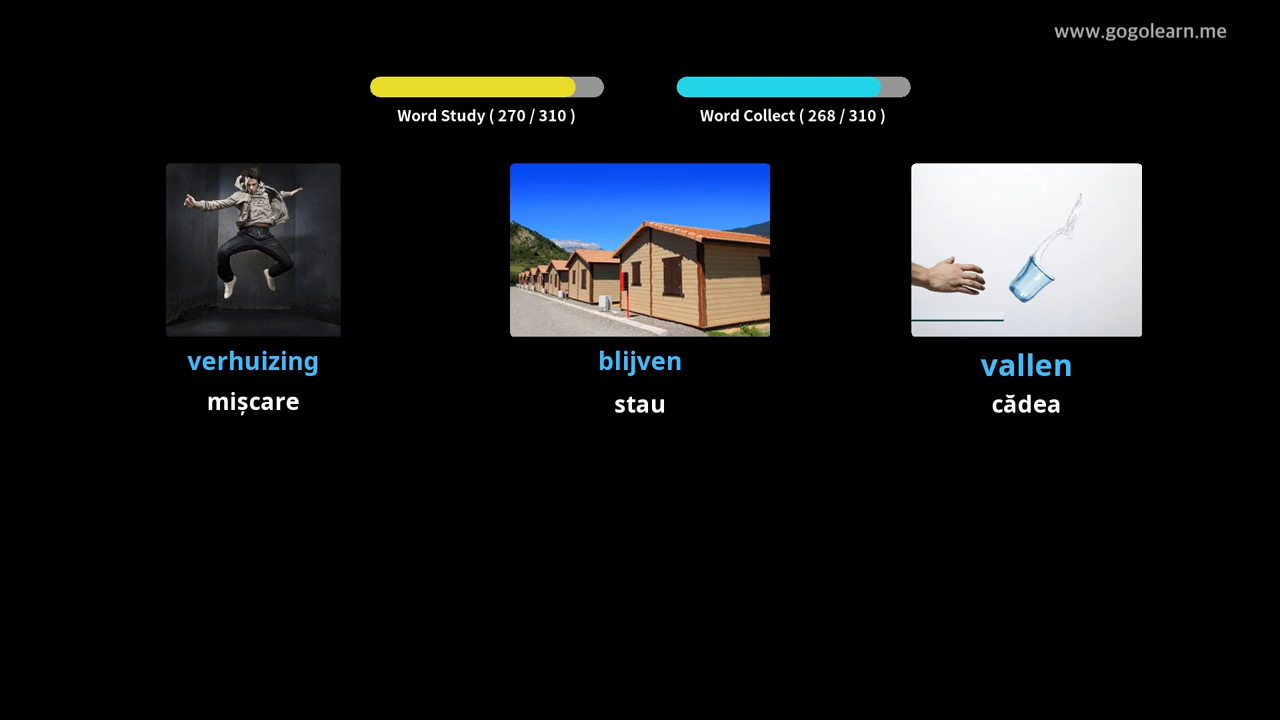 www.gogolearn.me
Word Study ( 270 / 310 )
Word Collect ( 268 / 310 )
verhuizing
mișcare
blijven
stau
vallen
cădea